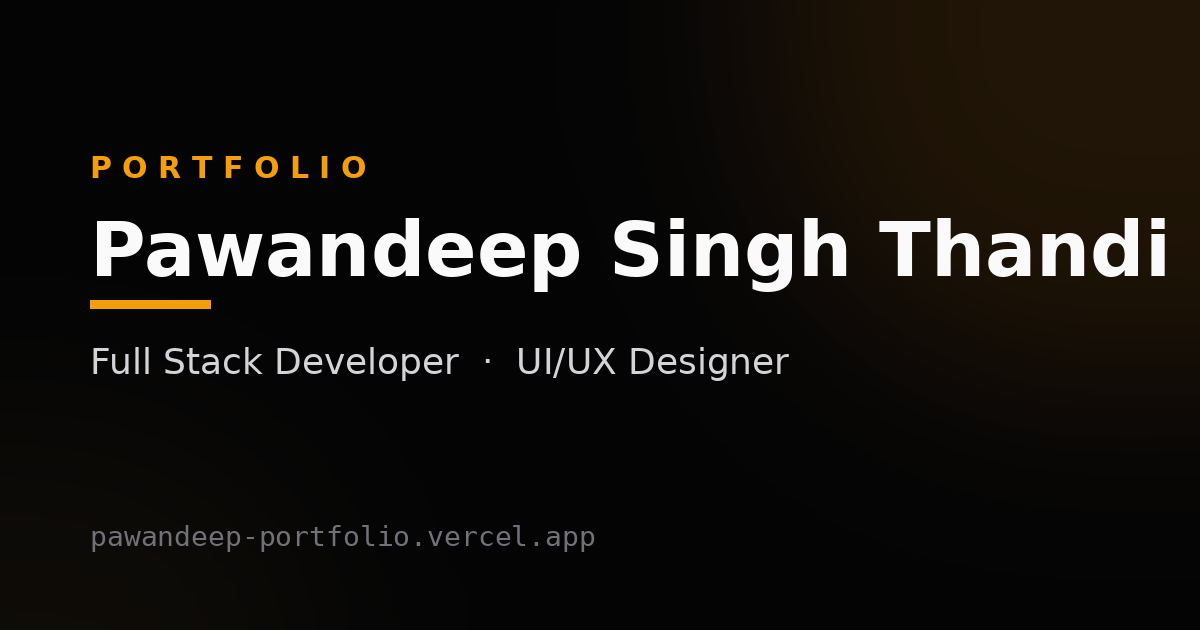 PORTFOLIO
Pawandeep Singh Thandi
Full Stack Developer · UI/UX Designer
pawandeep-portfolio.vercel.app